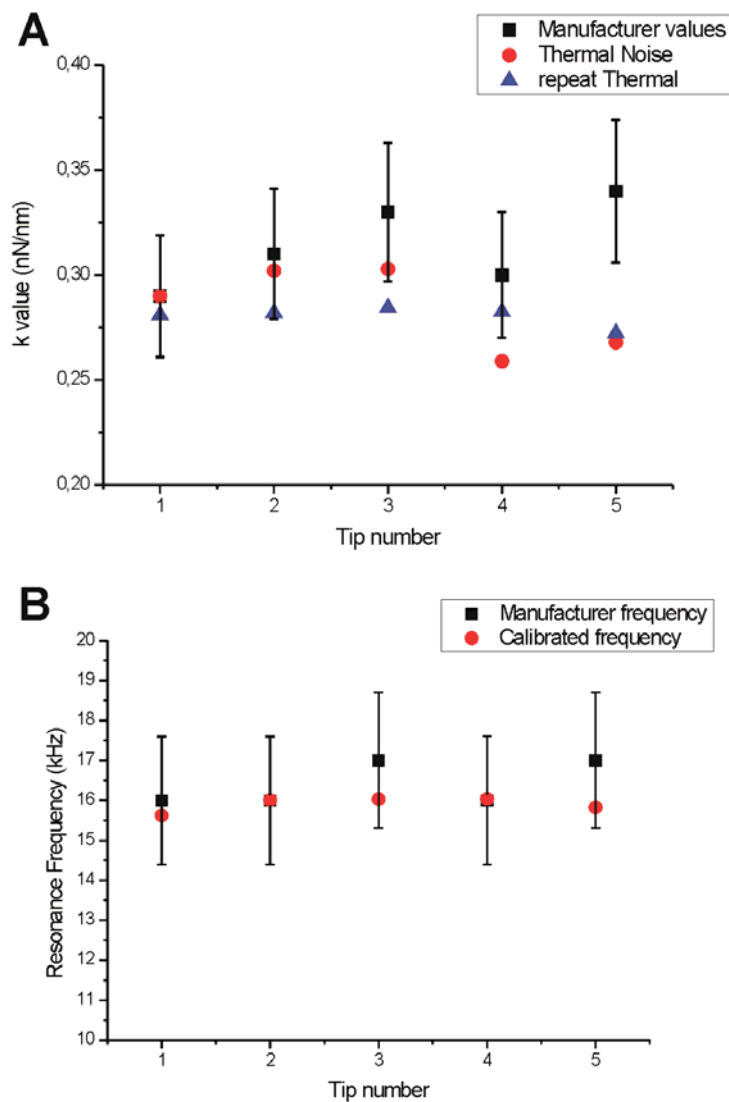 A
Manufacturer values
Thermal Noise
repeat Thermal
0,40
0,35
0,30
0,25
0,20
k value (nN/nm)
1 2 3 4 5
Tip number
B
Manufacturer frequency
Calibrated frequency
20
19
18
17
16
15
14
13
12
11
10
Resonance Frequency (kHz)
1 2 3 4 5
Tip number